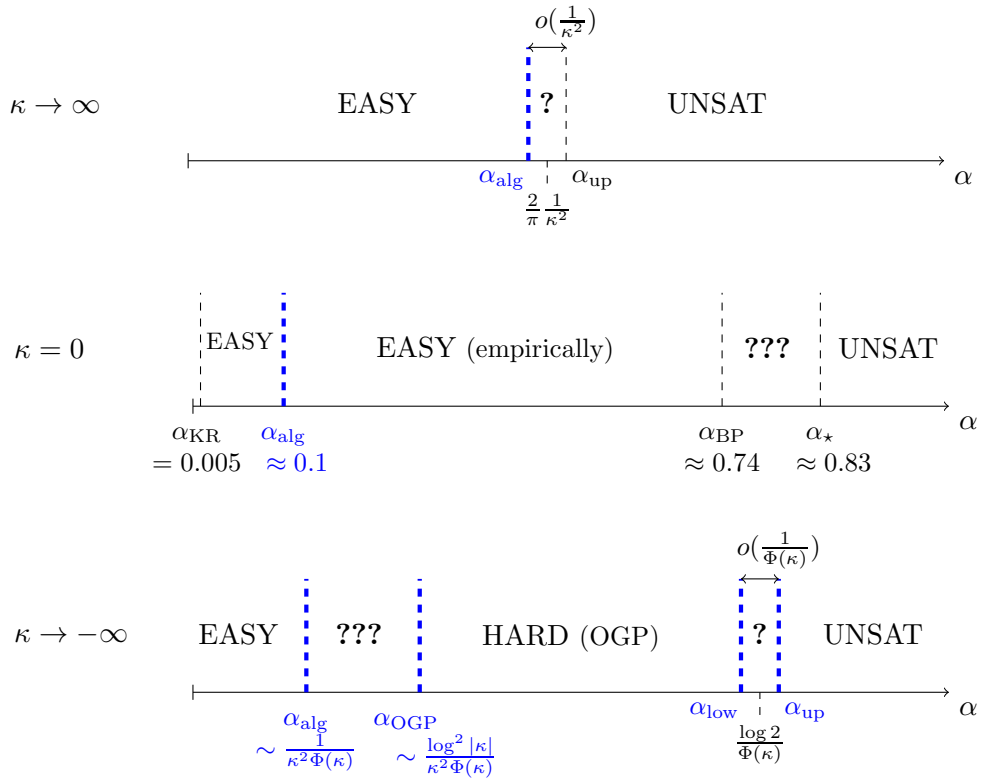 o(1/κ²)
κ → ∞ EASY ? UNSAT
α_alg α_up α
2/π 1/κ²
κ = 0 EASY EASY (empirically) ??? UNSAT
α_KR α_alg α_BP α_⋆ α
= 0.005 ≈ 0.1 ≈ 0.74 ≈ 0.83
o(1/Φ(κ))
κ → −∞ EASY ??? HARD (OGP) ? UNSAT
α_alg α_OGP α_low α_up α
∼ 1/κ²Φ(κ) ∼ log²|κ|/κ²Φ(κ) log 2/Φ(κ)